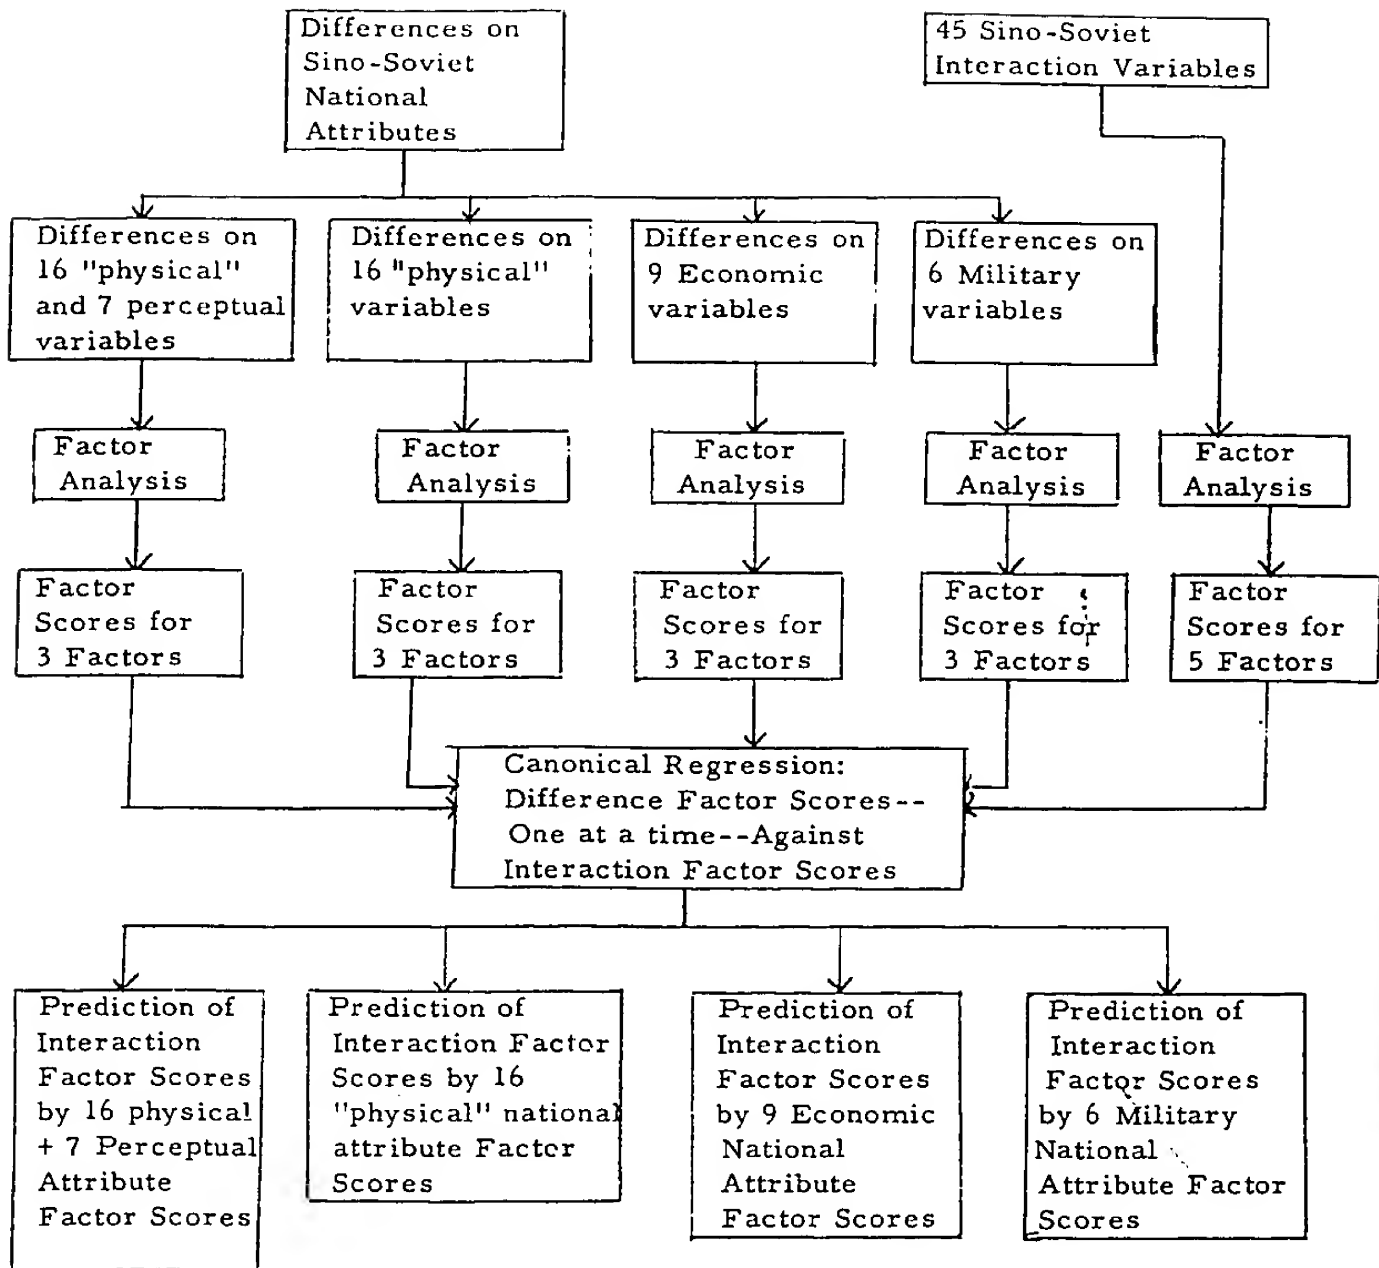 Differences on
Sino-Soviet
National
Attributes
45 Sino-Soviet
Interaction Variables
Differences on
16 "physical"
and 7 perceptual
variables
Differences on
16 "physical"
variables
Differences on
9 Economic
variables
Differences on
6 Military
variables
Factor
Analysis
Factor
Analysis
Factor
Analysis
Factor
Analysis
Factor
Analysis
Factor
Scores for
3 Factors
Factor
Scores for
3 Factors
Factor
Scores for
3 Factors
Factor
Scores for
3 Factors
Factor
Scores for
5 Factors
Canonical Regression:
Difference Factor Scores--
One at a time--Against
Interaction Factor Scores
Prediction of
Interaction
Factor Scores
by 16 physical
+ 7 Perceptual
Attribute
Factor Scores
Prediction of
Interaction Factor
Scores by 16
"physical" national
attribute Factor
Scores
Prediction of
Interaction
Factor Scores
by 9 Economic
National
Attribute
Factor Scores
Prediction of
Interaction
Factor Scores
by 6 Military
National
Attribute Factor
Scores